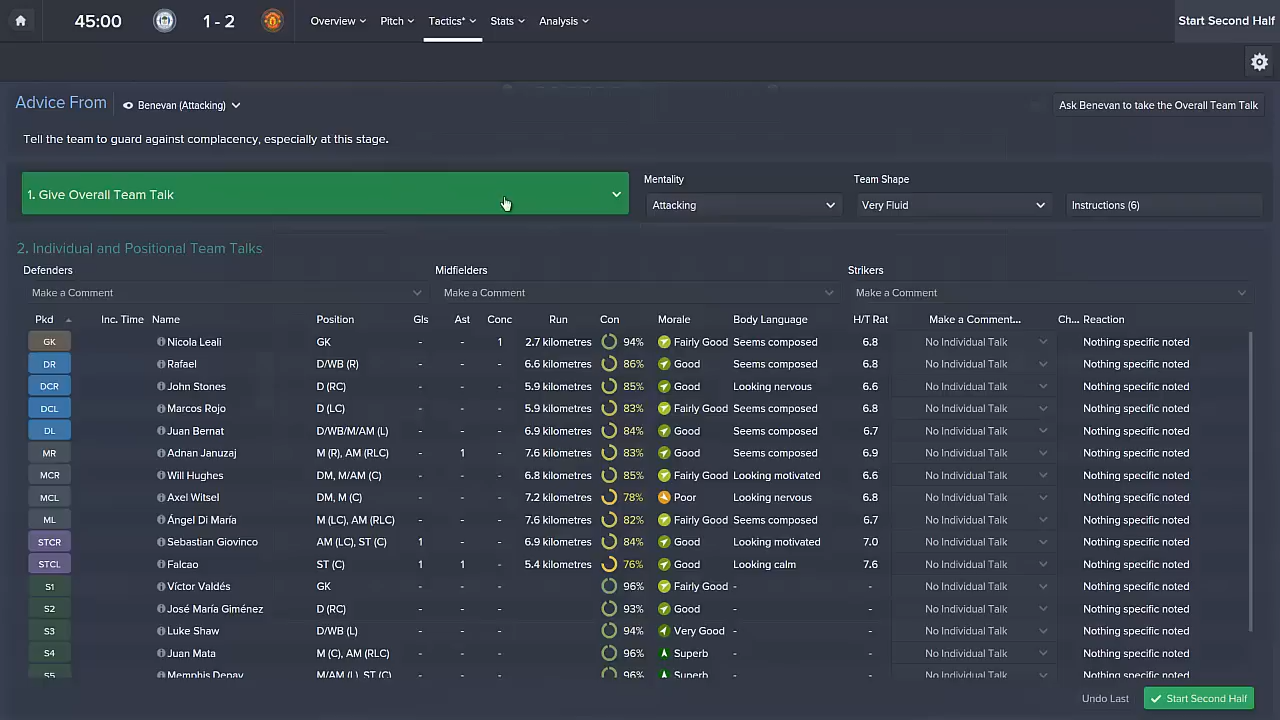 45:00 1 - 2 Overview Pitch Tactics* Stats Analysis Start Second Half
Advice From Benevan (Attacking) Ask Benevan to take the Overall Team Talk
Tell the team to guard against complacency, especially at this stage.
Mentality Team Shape
1. Give Overall Team Talk Attacking Very Fluid Instructions (6)
2. Individual and Positional Team Talks
Defenders Midfielders Strikers
Make a Comment Make a Comment Make a Comment
Pkd Inc. Time Name Position Gls Ast Conc Run Con Morale Body Language H/T Rat Make a Comment... Ch... Reaction
GK Nicola Leali GK - - 1 2.7 kilometres 94% Fairly Good Seems composed 6.8 No Individual Talk Nothing specific noted
DR Rafael D/WB (R) - - - 6.6 kilometres 86% Good Seems composed 6.8 No Individual Talk Nothing specific noted
DCR John Stones D (RC) - - - 5.9 kilometres 85% Good Looking nervous 6.6 No Individual Talk Nothing specific noted
DCL Marcos Rojo D (LC) - - - 5.9 kilometres 83% Fairly Good Seems composed 6.8 No Individual Talk Nothing specific noted
DL Juan Bernat D/WB/M/AM (L) - - - 6.9 kilometres 84% Good Seems composed 6.7 No Individual Talk Nothing specific noted
MR Adnan Januzaj M (R), AM (RLC) - 1 - 7.6 kilometres 83% Good Seems composed 6.9 No Individual Talk Nothing specific noted
MCR Will Hughes DM, M/AM (C) - - - 6.8 kilometres 85% Fairly Good Looking motivated 6.6 No Individual Talk Nothing specific noted
MCL Axel Witsel DM, M (C) - - - 7.2 kilometres 78% Poor Looking nervous 6.8 No Individual Talk Nothing specific noted
ML Ángel Di María M (LC), AM (RLC) - - - 7.6 kilometres 82% Fairly Good Seems composed 6.7 No Individual Talk Nothing specific noted
STCR Sebastian Giovinco AM (LC), ST (C) 1 - - 6.9 kilometres 84% Good Looking motivated 7.0 No Individual Talk Nothing specific noted
STCL Falcao ST (C) 1 1 - 5.4 kilometres 76% Good Looking calm 7.6 No Individual Talk Nothing specific noted
S1 Víctor Valdés GK - - - 96% Fairly Good - - No Individual Talk Nothing specific noted
S2 José María Giménez D (RC) - - - 93% Good - - No Individual Talk Nothing specific noted
S3 Luke Shaw D/WB (L) - - - 94% Very Good - - No Individual Talk Nothing specific noted
S4 Juan Mata M (C), AM (RLC) - - - 96% Superb - - No Individual Talk Nothing specific noted
S5 Memphis Depay M/AM (L), ST (C) - - - 96% Superb - - No Individual Talk Nothing specific noted
Undo Last Start Second Half